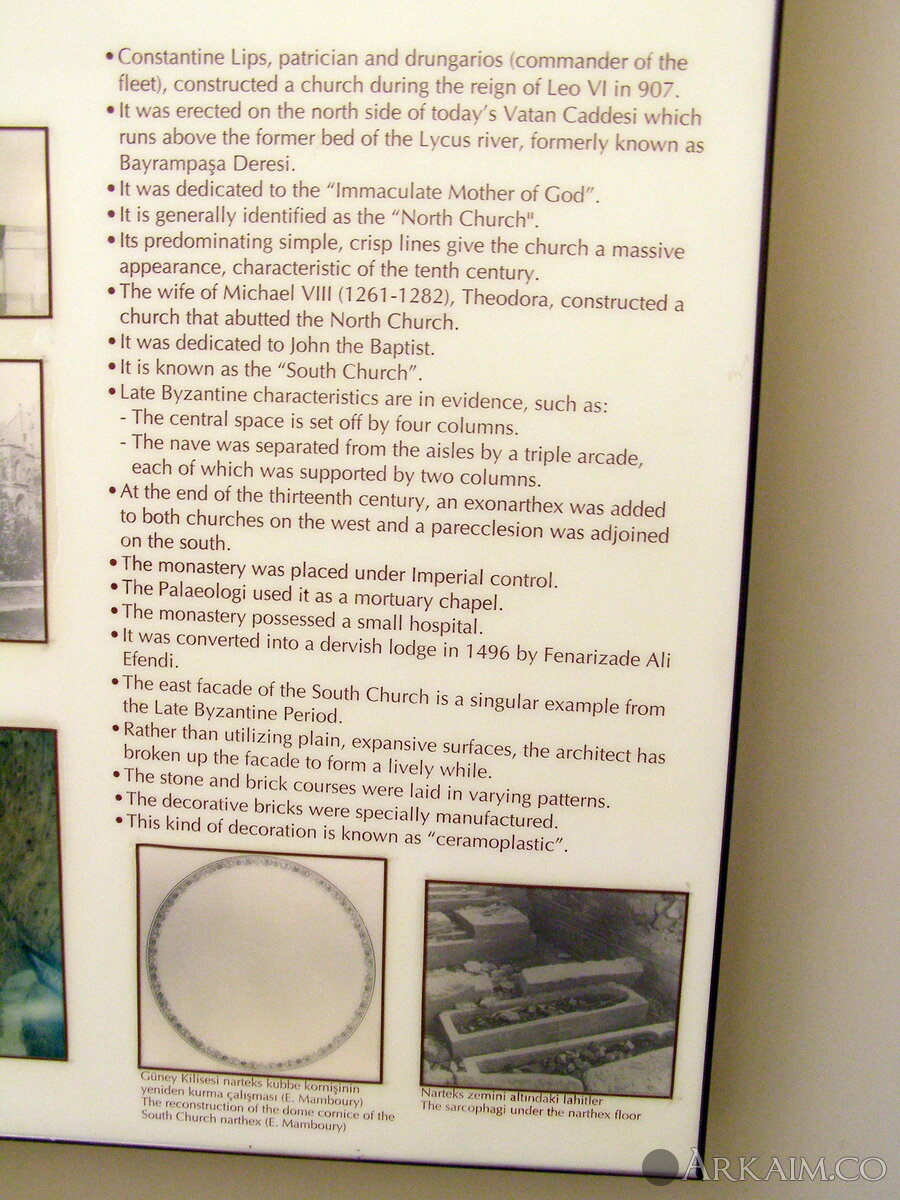 • Constantine Lips, patrician and drungarios (commander of the
fleet), constructed a church during the reign of Leo VI in 907.
• It was erected on the north side of today's Vatan Caddesi which
runs above the former bed of the Lycus river, formerly known as
Bayrampaşa Deresi.
• It was dedicated to the “Immaculate Mother of God”.
• It is generally identified as the “North Church".
• Its predominating simple, crisp lines give the church a massive
appearance, characteristic of the tenth century.
• The wife of Michael VIII (1261-1282), Theodora, constructed a
church that abutted the North Church.
• It was dedicated to John the Baptist.
• It is known as the “South Church”.
• Late Byzantine characteristics are in evidence, such as:
- The central space is set off by four columns.
- The nave was separated from the aisles by a triple arcade,
each of which was supported by two columns.
• At the end of the thirteenth century, an exonarthex was added
to both churches on the west and a parecclesion was adjoined
on the south.
• The monastery was placed under Imperial control.
• The Palaeologi used it as a mortuary chapel.
• The monastery possessed a small hospital.
• It was converted into a dervish lodge in 1496 by Fenarizade Ali
Efendi.
• The east facade of the South Church is a singular example from
the Late Byzantine Period.
• Rather than utilizing plain, expansive surfaces, the architect has
broken up the facade to form a lively while.
• The stone and brick courses were laid in varying patterns.
• The decorative bricks were specially manufactured.
• This kind of decoration is known as “ceramoplastic”.
Güney Kilisesi narteks kubbe kornişinin
yeniden kurma çalışması (E. Mamboury)
The reconstruction of the dome cornice of the
South Church narthex (E. Mamboury)
Narteks zemini altındaki lahitler
The sarcophagi under the narthex floor
ARKAIM.CO